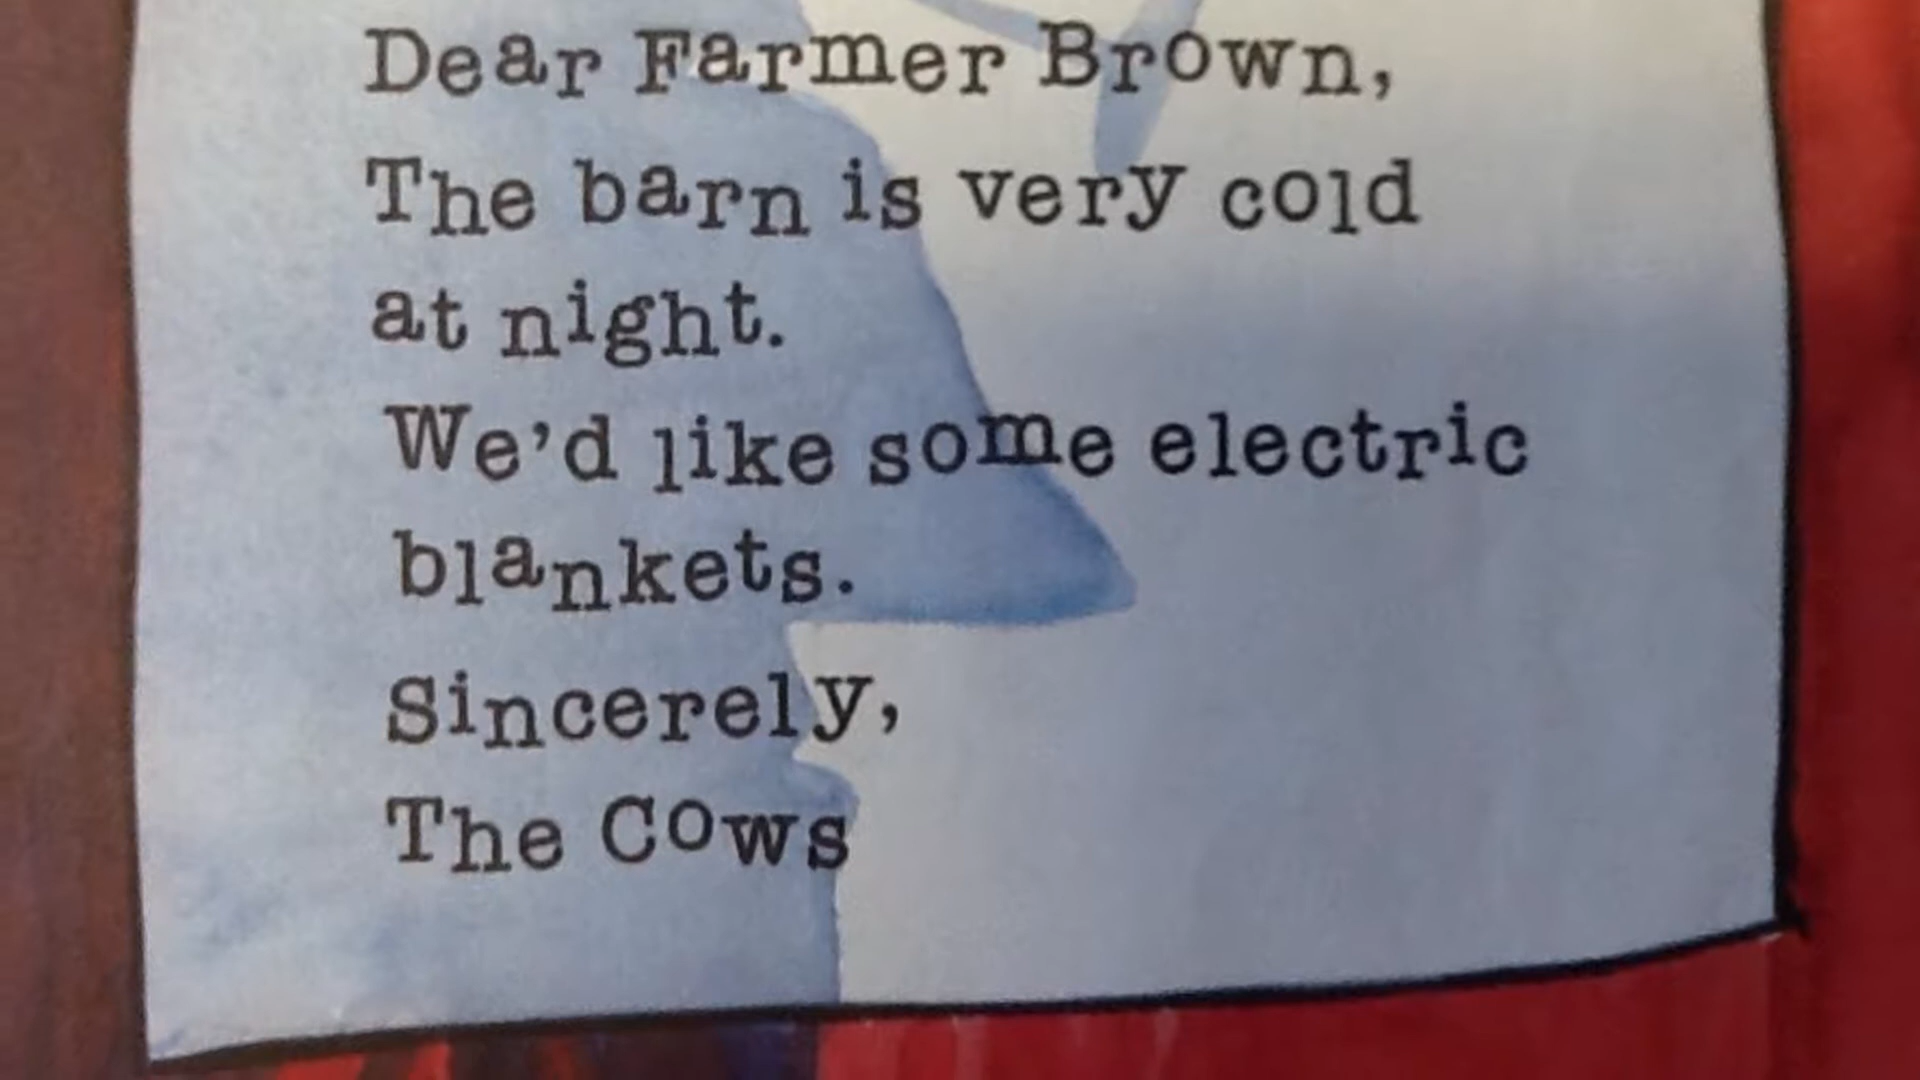 Dear Farmer Brown,
The barn is very cold
at night.
We'd like some electric
blankets.
Sincerely,
The Cows